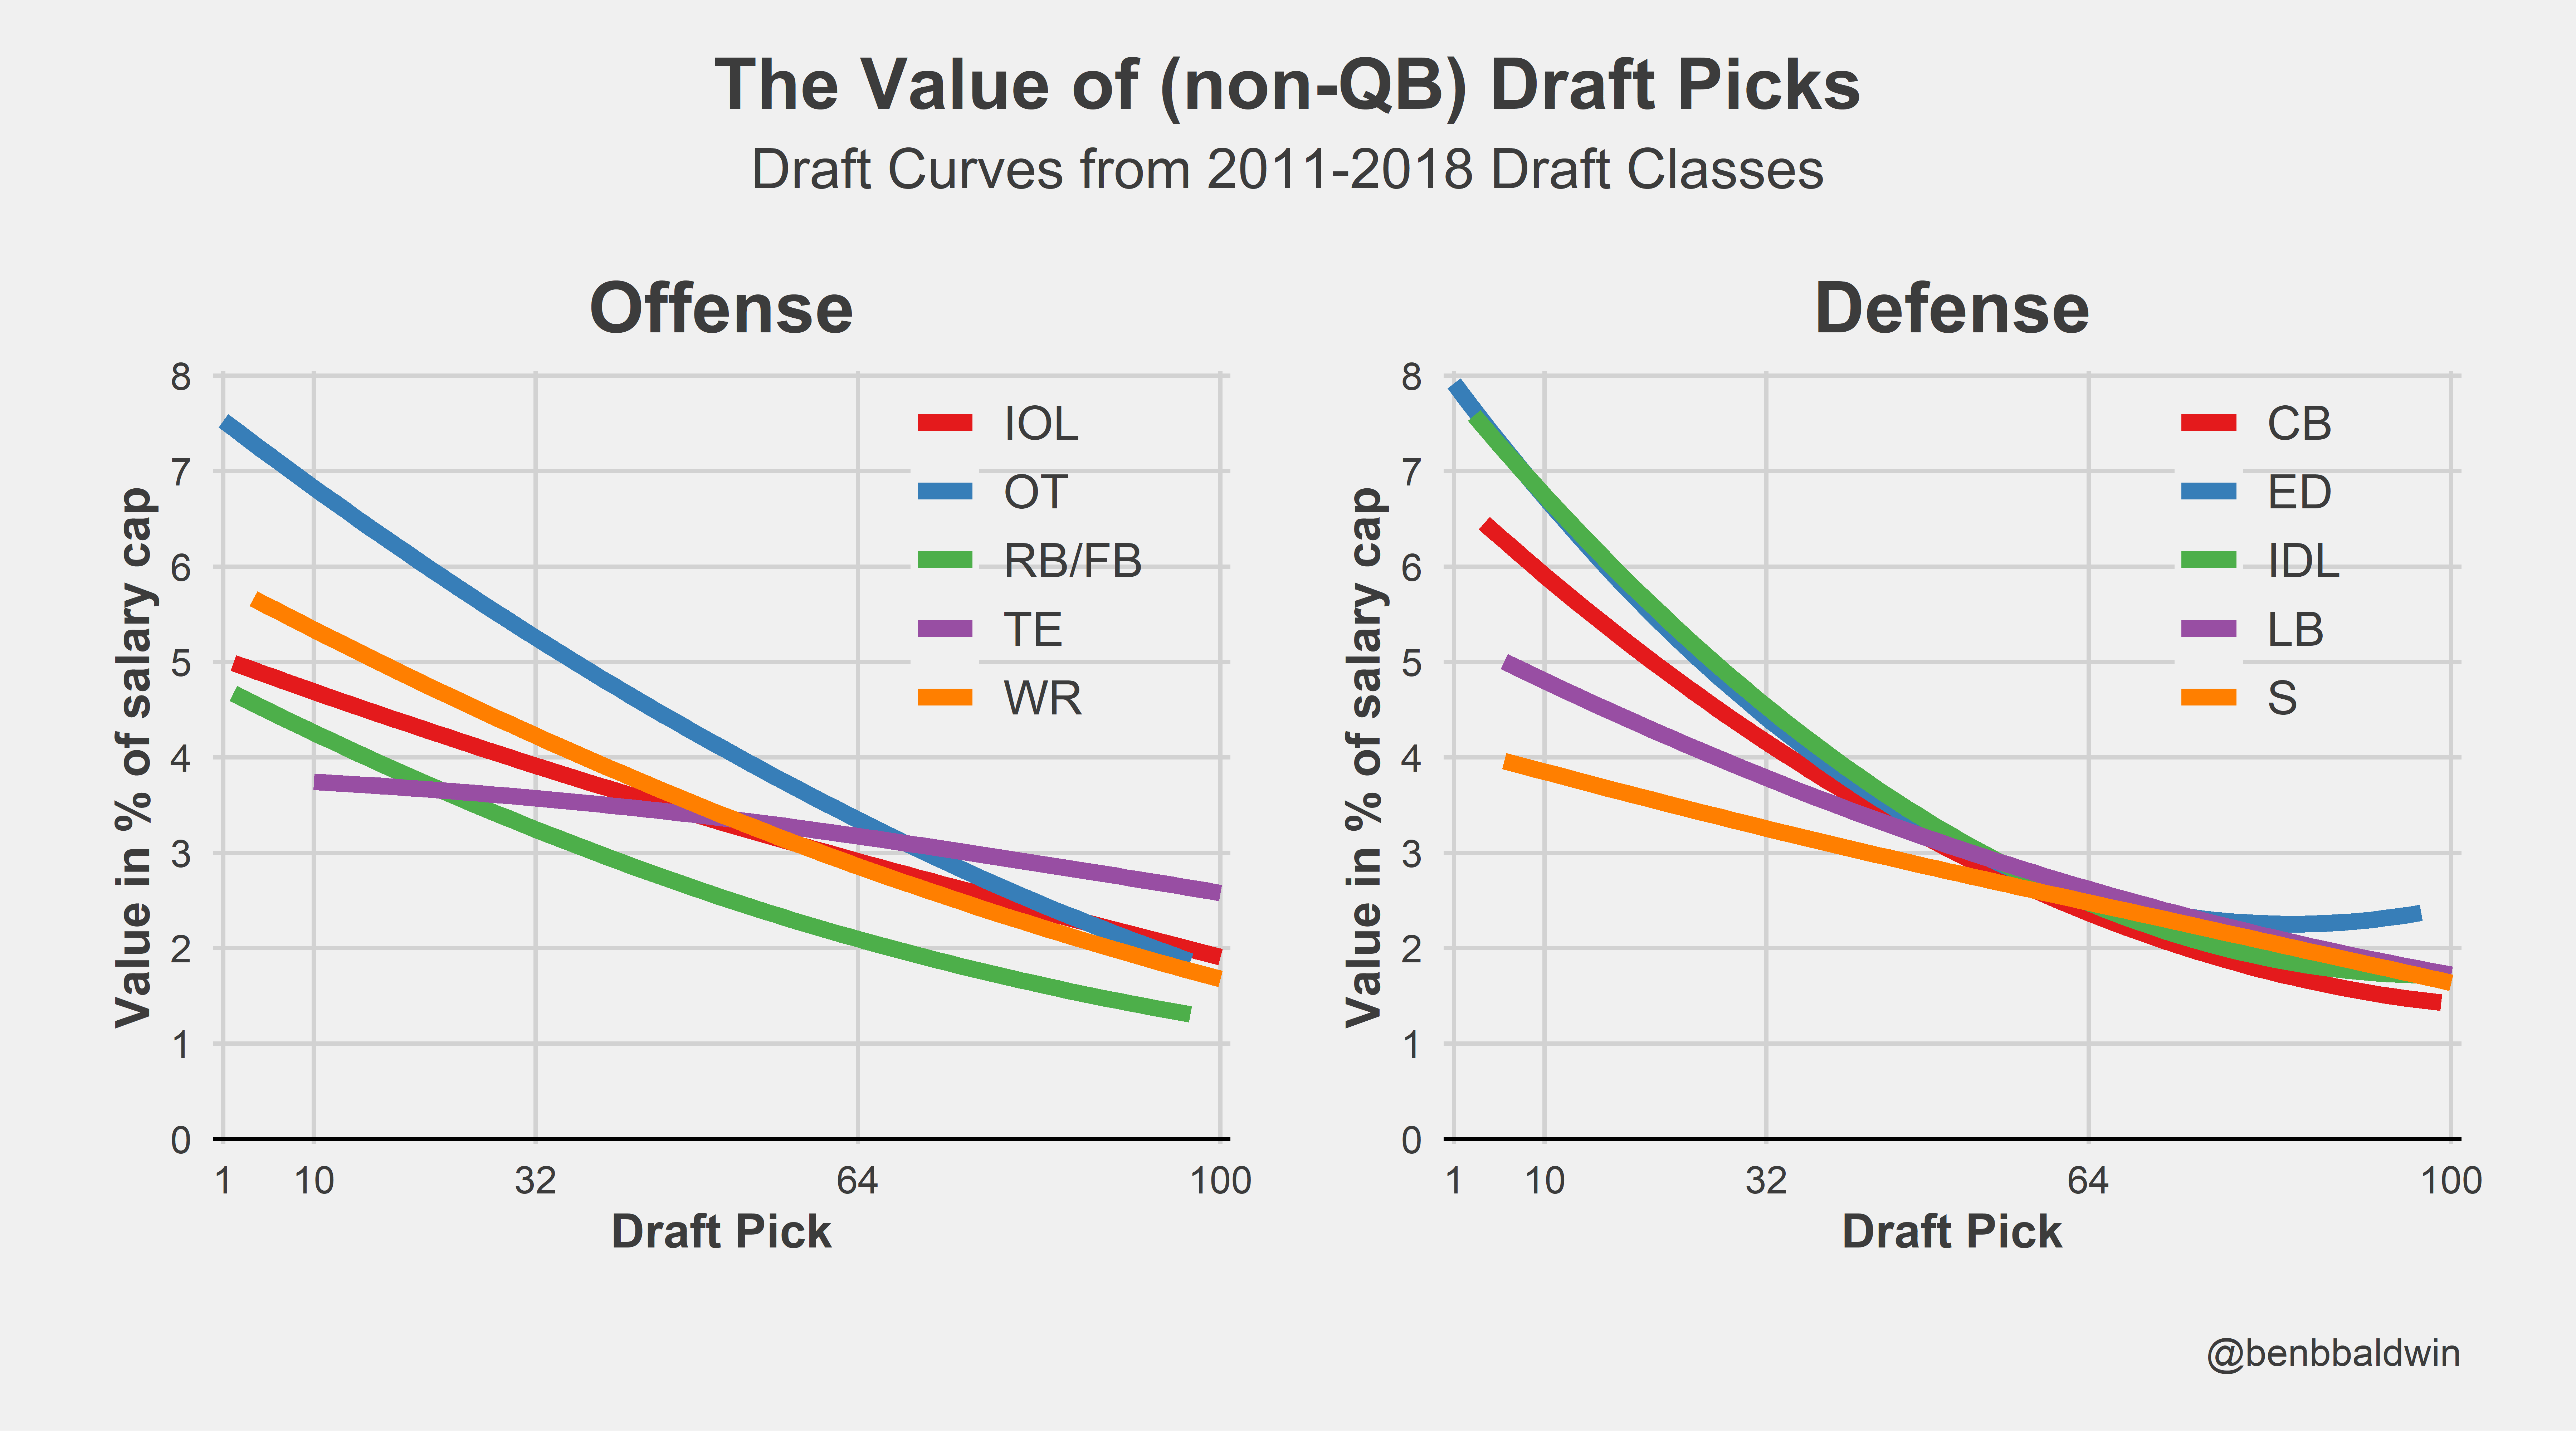 The Value of (non-QB) Draft Picks
Draft Curves from 2011-2018 Draft Classes
Offense
Value in % of salary cap
8
7
6
5
4
3
2
1
0
IOL
OT
RB/FB
TE
WR
1 10 32 64 100
Draft Pick
Defense
Value in % of salary cap
8
7
6
5
4
3
2
1
0
CB
ED
IDL
LB
S
1 10 32 64 100
Draft Pick
@benbbaldwin